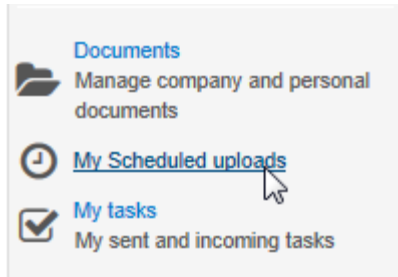 Documents
Manage company and personal
documents
My Scheduled uploads
My tasks
My sent and incoming tasks